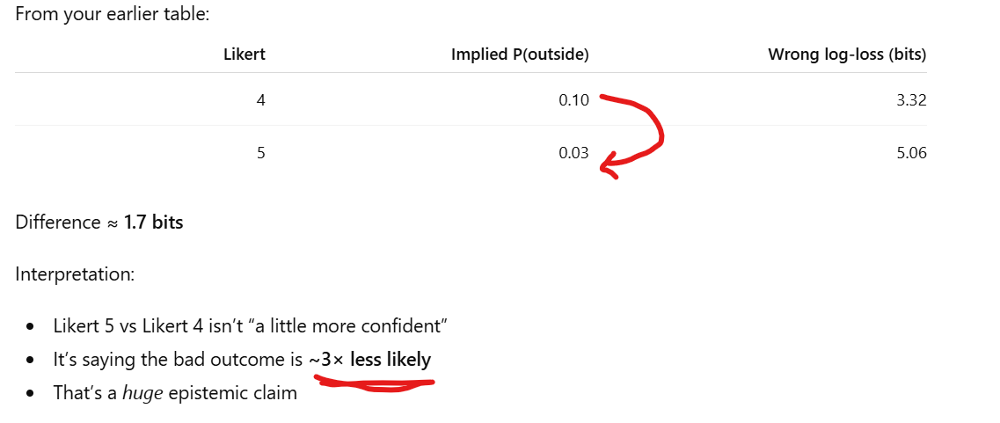 From your earlier table:
Likert Implied P(outside) Wrong log-loss (bits)
4 0.10 3.32
5 0.03 5.06
Difference ≈ 1.7 bits
Interpretation:
• Likert 5 vs Likert 4 isn’t “a little more confident”
• It’s saying the bad outcome is ~3× less likely
• That’s a huge epistemic claim